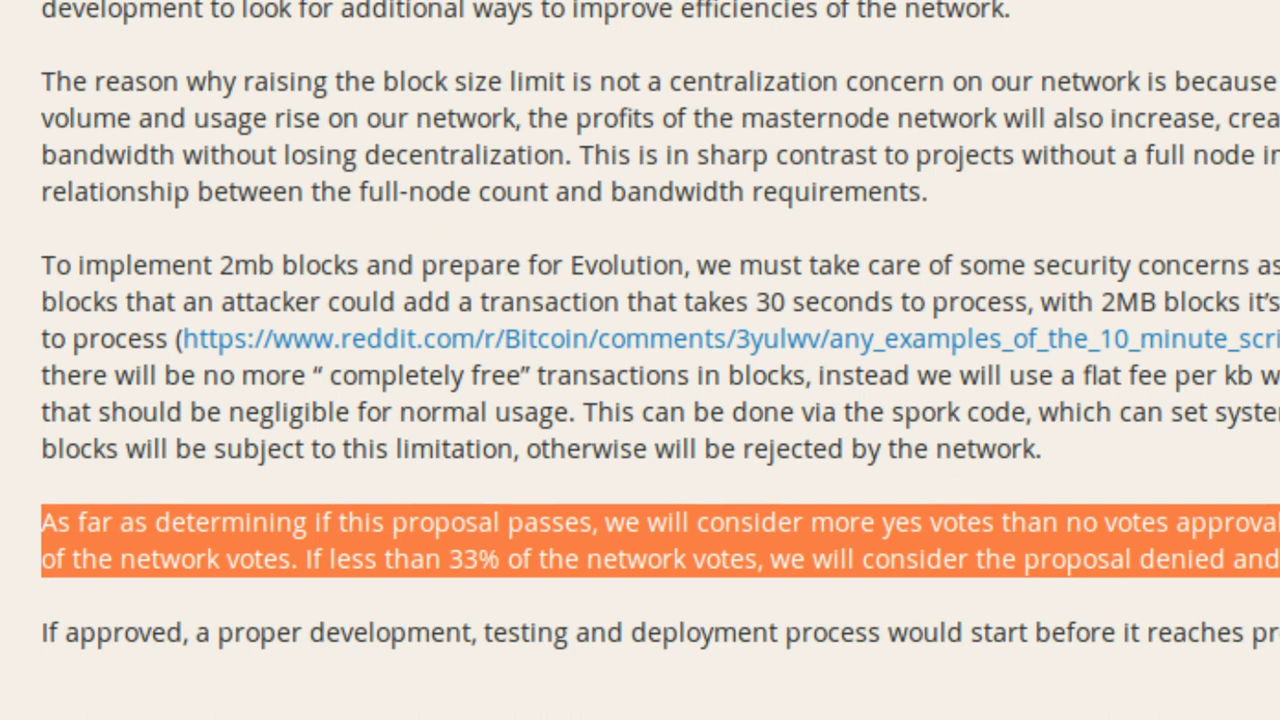 development to look for additional ways to improve efficiencies of the network.
The reason why raising the block size limit is not a centralization concern on our network is because
volume and usage rise on our network, the profits of the masternode network will also increase, crea
bandwidth without losing decentralization. This is in sharp contrast to projects without a full node in
relationship between the full-node count and bandwidth requirements.
To implement 2mb blocks and prepare for Evolution, we must take care of some security concerns as
blocks that an attacker could add a transaction that takes 30 seconds to process, with 2MB blocks it’s
to process (https://www.reddit.com/r/Bitcoin/comments/3yulwv/any_examples_of_the_10_minute_scri
there will be no more “ completely free” transactions in blocks, instead we will use a flat fee per kb w
that should be negligible for normal usage. This can be done via the spork code, which can set system
blocks will be subject to this limitation, otherwise will be rejected by the network.
As far as determining if this proposal passes, we will consider more yes votes than no votes approval
of the network votes. If less than 33% of the network votes, we will consider the proposal denied and
If approved, a proper development, testing and deployment process would start before it reaches pr